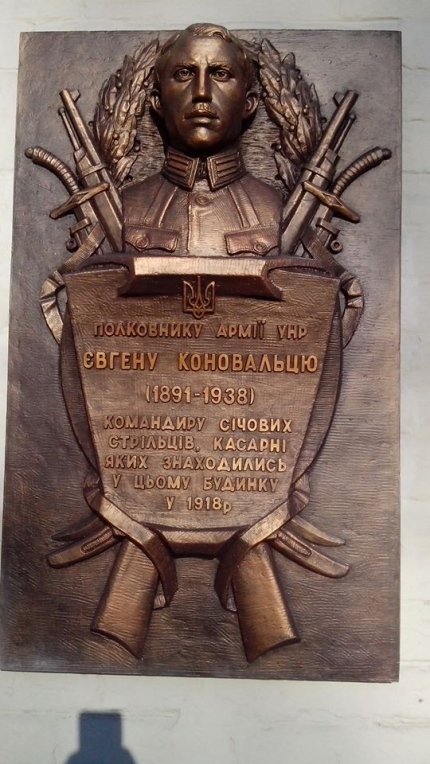 ПОЛКОВНИКУ АРМІЇ УНР
ЄВГЕНУ КОНОВАЛЬЦЮ
(1891-1938)
КОМАНДИРУ СІЧОВИХ
СТРІЛЬЦІВ, КАСАРНІ
ЯКИХ ЗНАХОДИЛИСЬ
У ЦЬОМУ БУДИНКУ
У 1918р